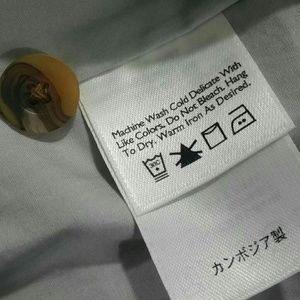 Machine Wash Cold Delicate With
Like Colors. Do Not Bleach. Hang
To Dry. Warm Iron As Desired.
カンボジア製